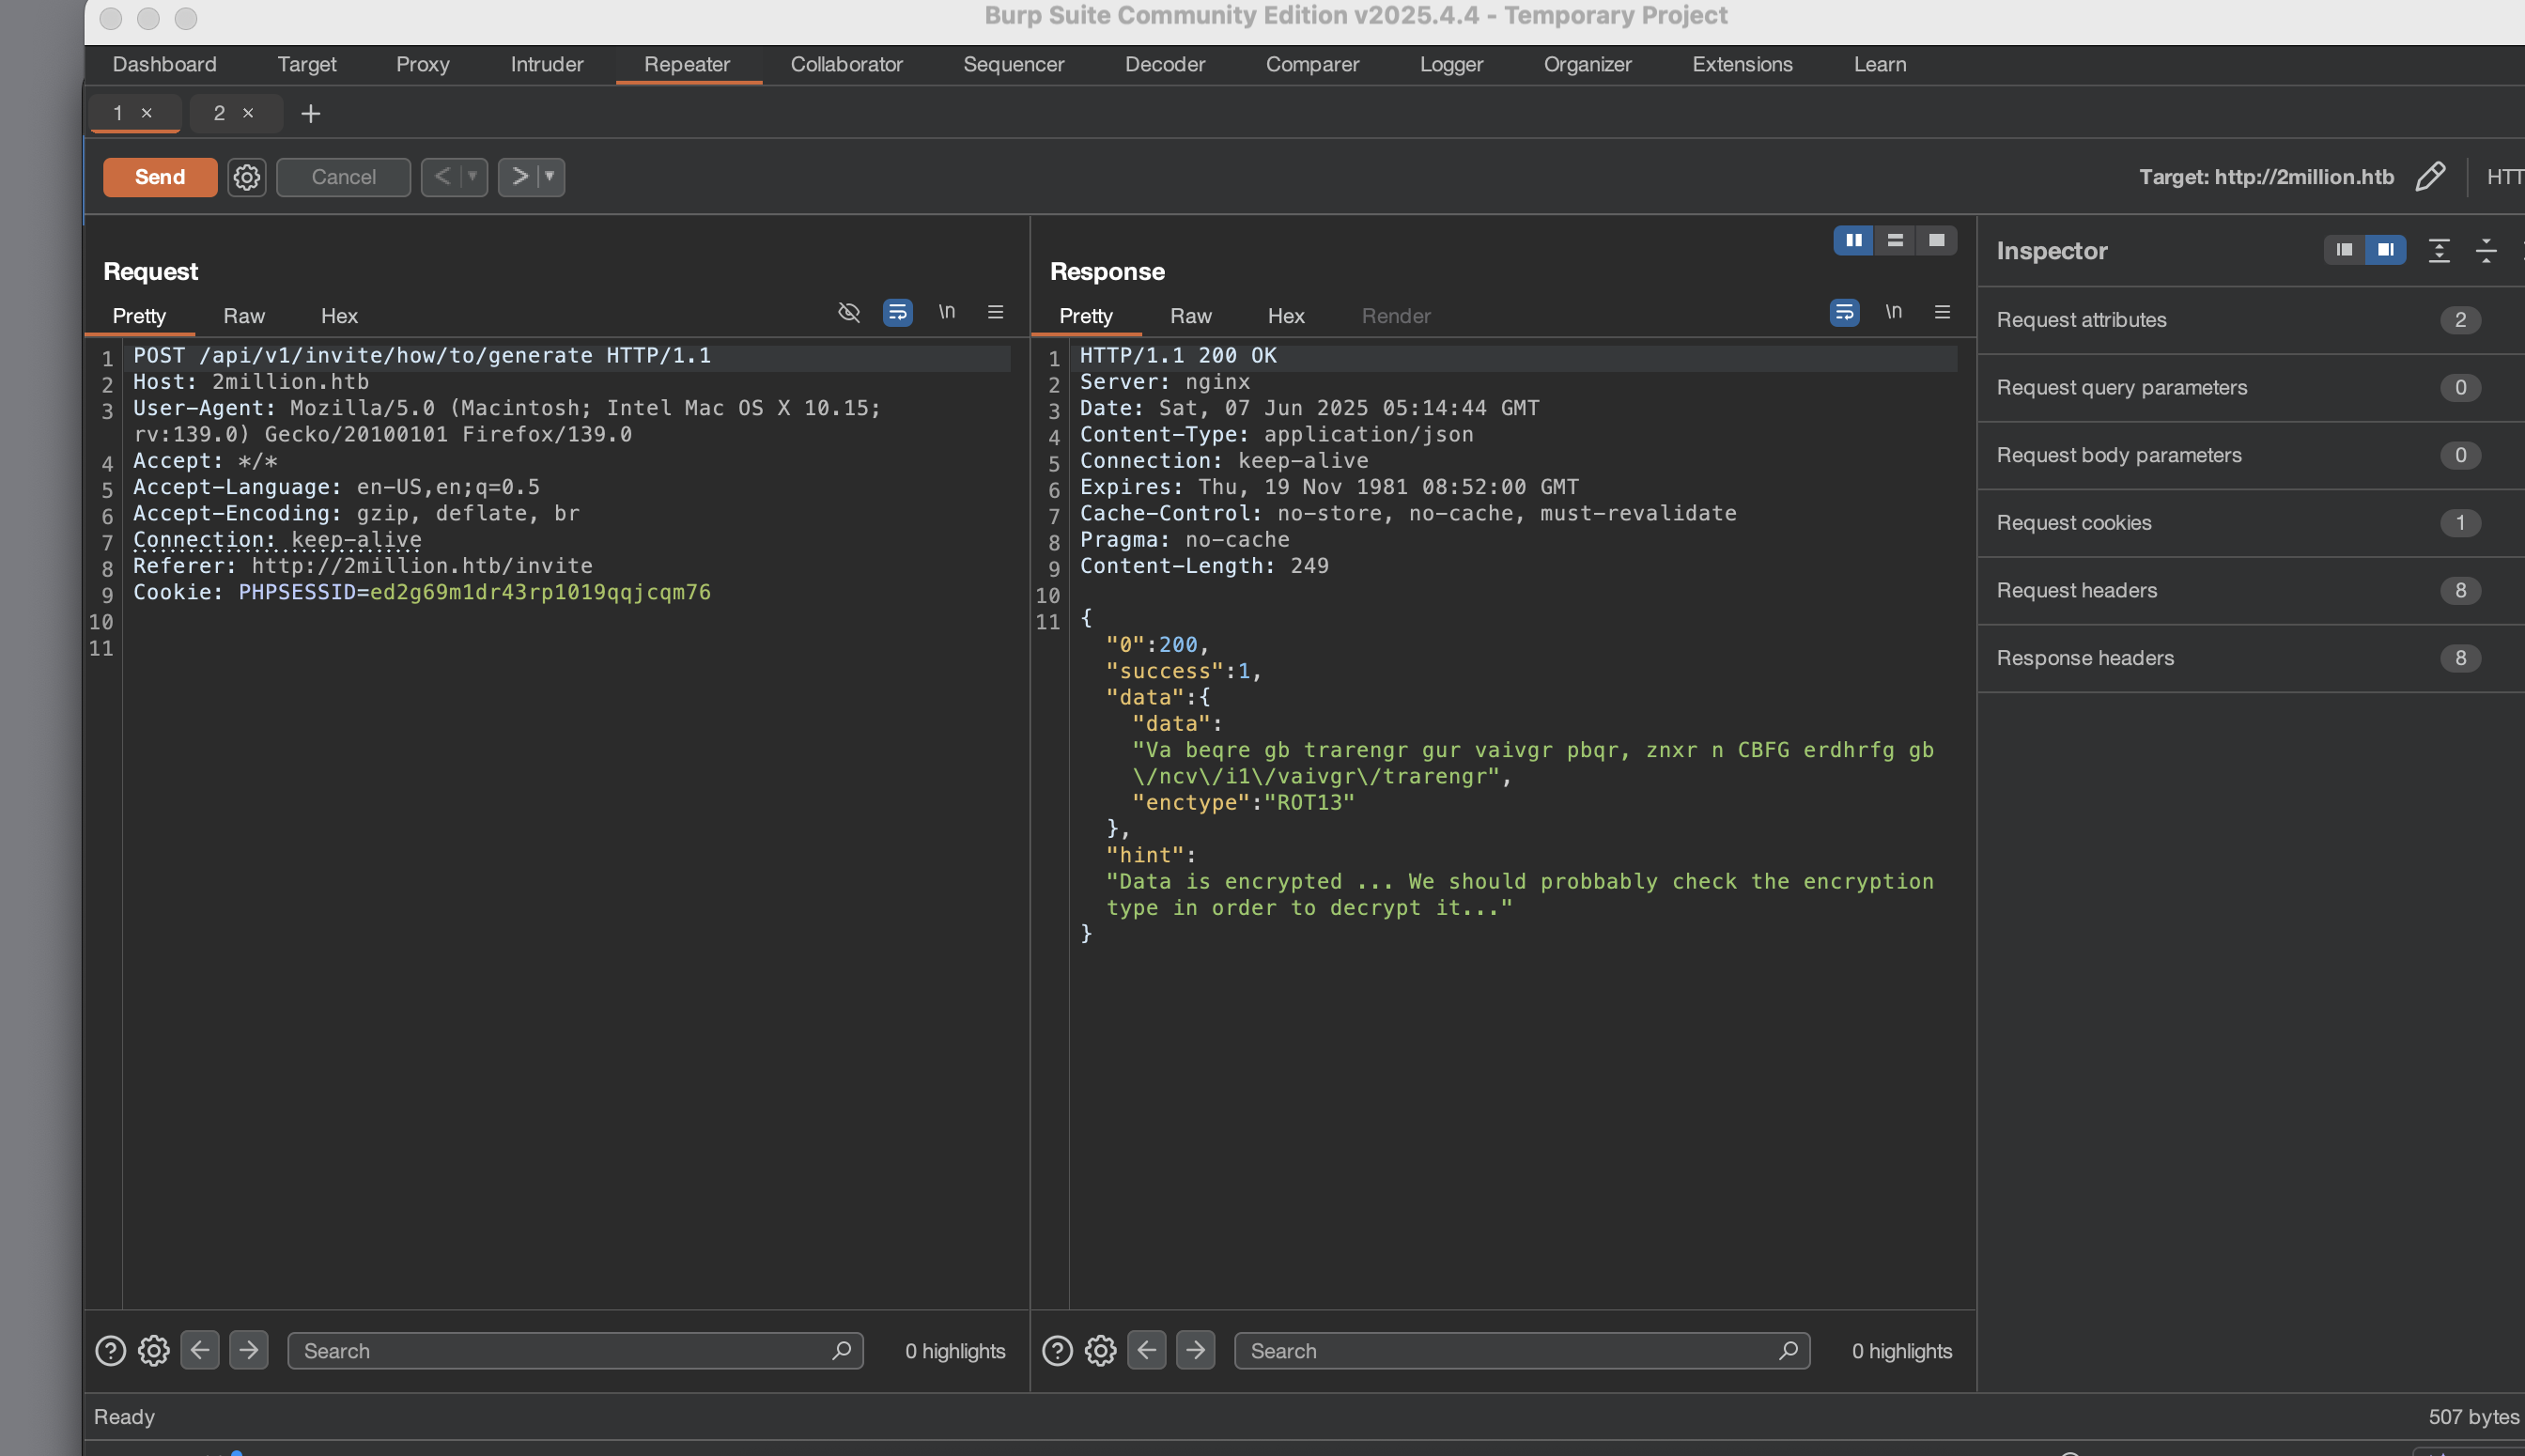 Burp Suite Community Edition v2025.4.4 - Temporary Project
Dashboard Target Proxy Intruder Repeater Collaborator Sequencer Decoder Comparer Logger Organizer Extensions Learn
1 × 2 × +
Send Cancel < > Target: http://2million.htb HTT
Request
Pretty Raw Hex \n
1 POST /api/v1/invite/how/to/generate HTTP/1.1
2 Host: 2million.htb
3 User-Agent: Mozilla/5.0 (Macintosh; Intel Mac OS X 10.15;
rv:139.0) Gecko/20100101 Firefox/139.0
4 Accept: */*
5 Accept-Language: en-US,en;q=0.5
6 Accept-Encoding: gzip, deflate, br
7 Connection: keep-alive
8 Referer: http://2million.htb/invite
9 Cookie: PHPSESSID=ed2g69m1dr43rp1019qqjcqm76
10
11
Search 0 highlights
Response
Pretty Raw Hex Render \n
1 HTTP/1.1 200 OK
2 Server: nginx
3 Date: Sat, 07 Jun 2025 05:14:44 GMT
4 Content-Type: application/json
5 Connection: keep-alive
6 Expires: Thu, 19 Nov 1981 08:52:00 GMT
7 Cache-Control: no-store, no-cache, must-revalidate
8 Pragma: no-cache
9 Content-Length: 249
10
11 {
"0":200,
"success":1,
"data":{
"data":
"Va beqre gb trarengr gur vaivgr pbqr, znxr n CBFG erdhrfg gb
\/ncv\/i1\/vaivgr\/trarengr",
"enctype":"ROT13"
},
"hint":
"Data is encrypted ... We should probbably check the encryption
type in order to decrypt it..."
}
Search 0 highlights
Inspector
Request attributes 2
Request query parameters 0
Request body parameters 0
Request cookies 1
Request headers 8
Response headers 8
Ready 507 bytes